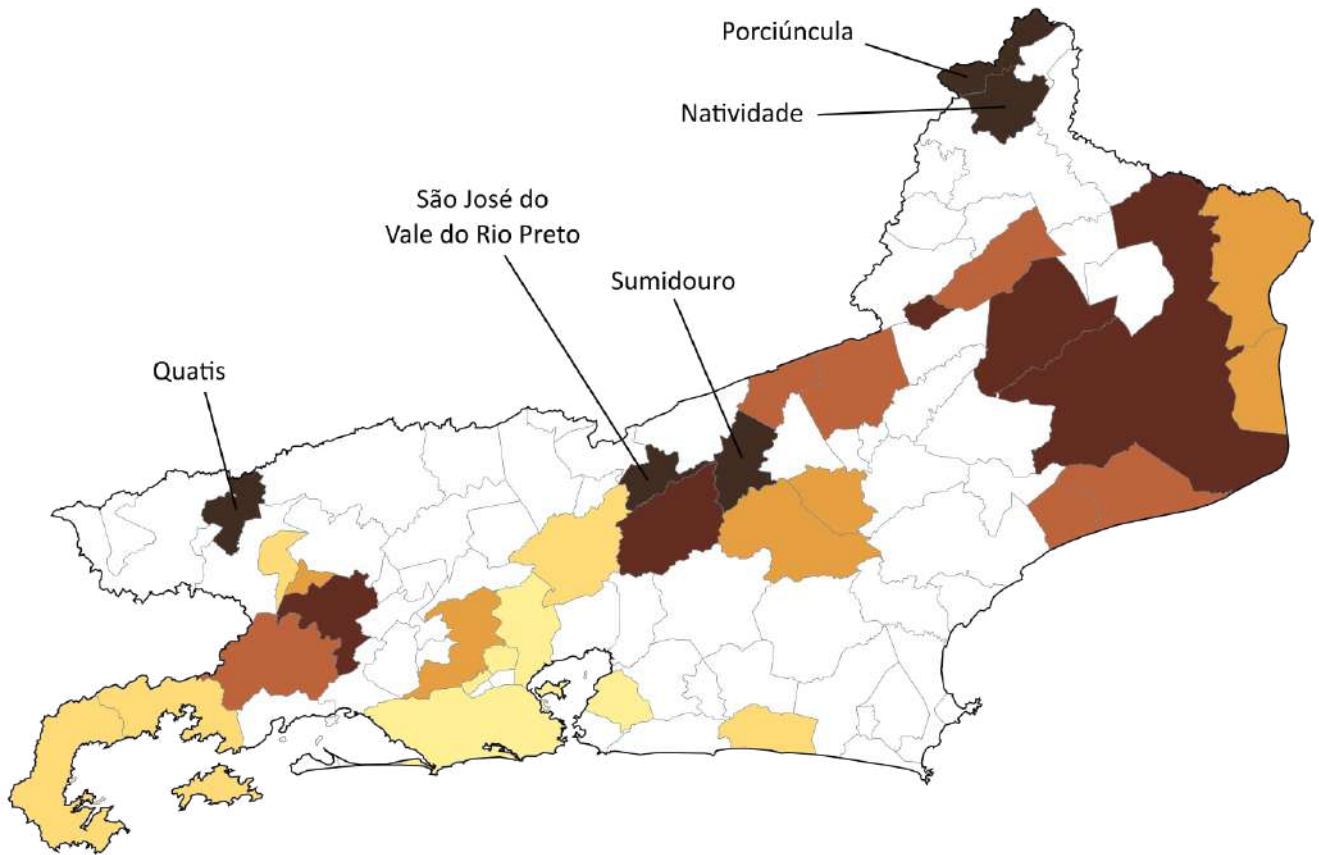 Porciúncula
Natividade
São José do
Vale do Rio Preto
Sumidouro
Quatis